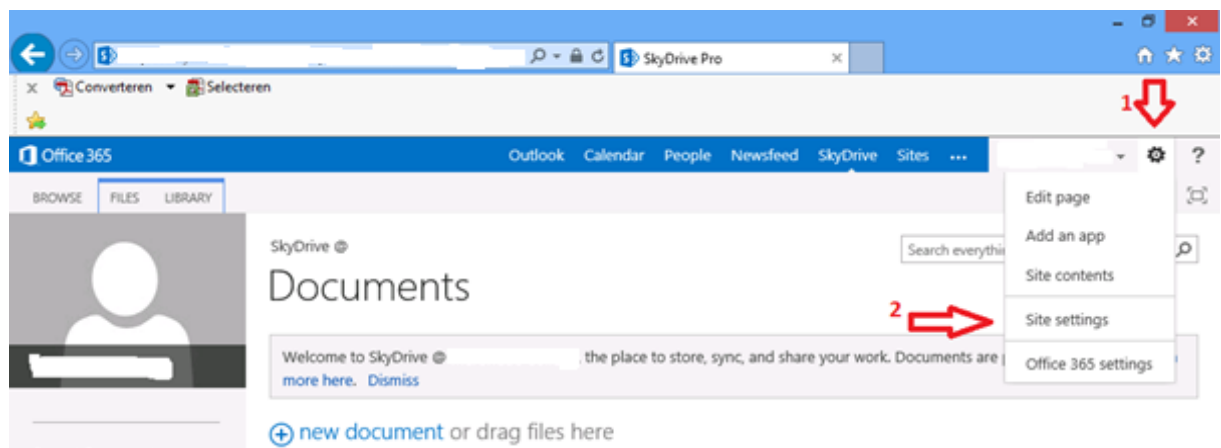 SkyDrive Pro
x Converteren Selecteren
1
Office 365 Outlook Calendar People Newsfeed SkyDrive Sites ... ?
BROWSE FILES LIBRARY
Edit page
Add an app
Site contents
2
Site settings
Office 365 settings
SkyDrive @
Search everythi
Documents
Welcome to SkyDrive @ , the place to store, sync, and share your work. Documents are
more here. Dismiss
new document or drag files here